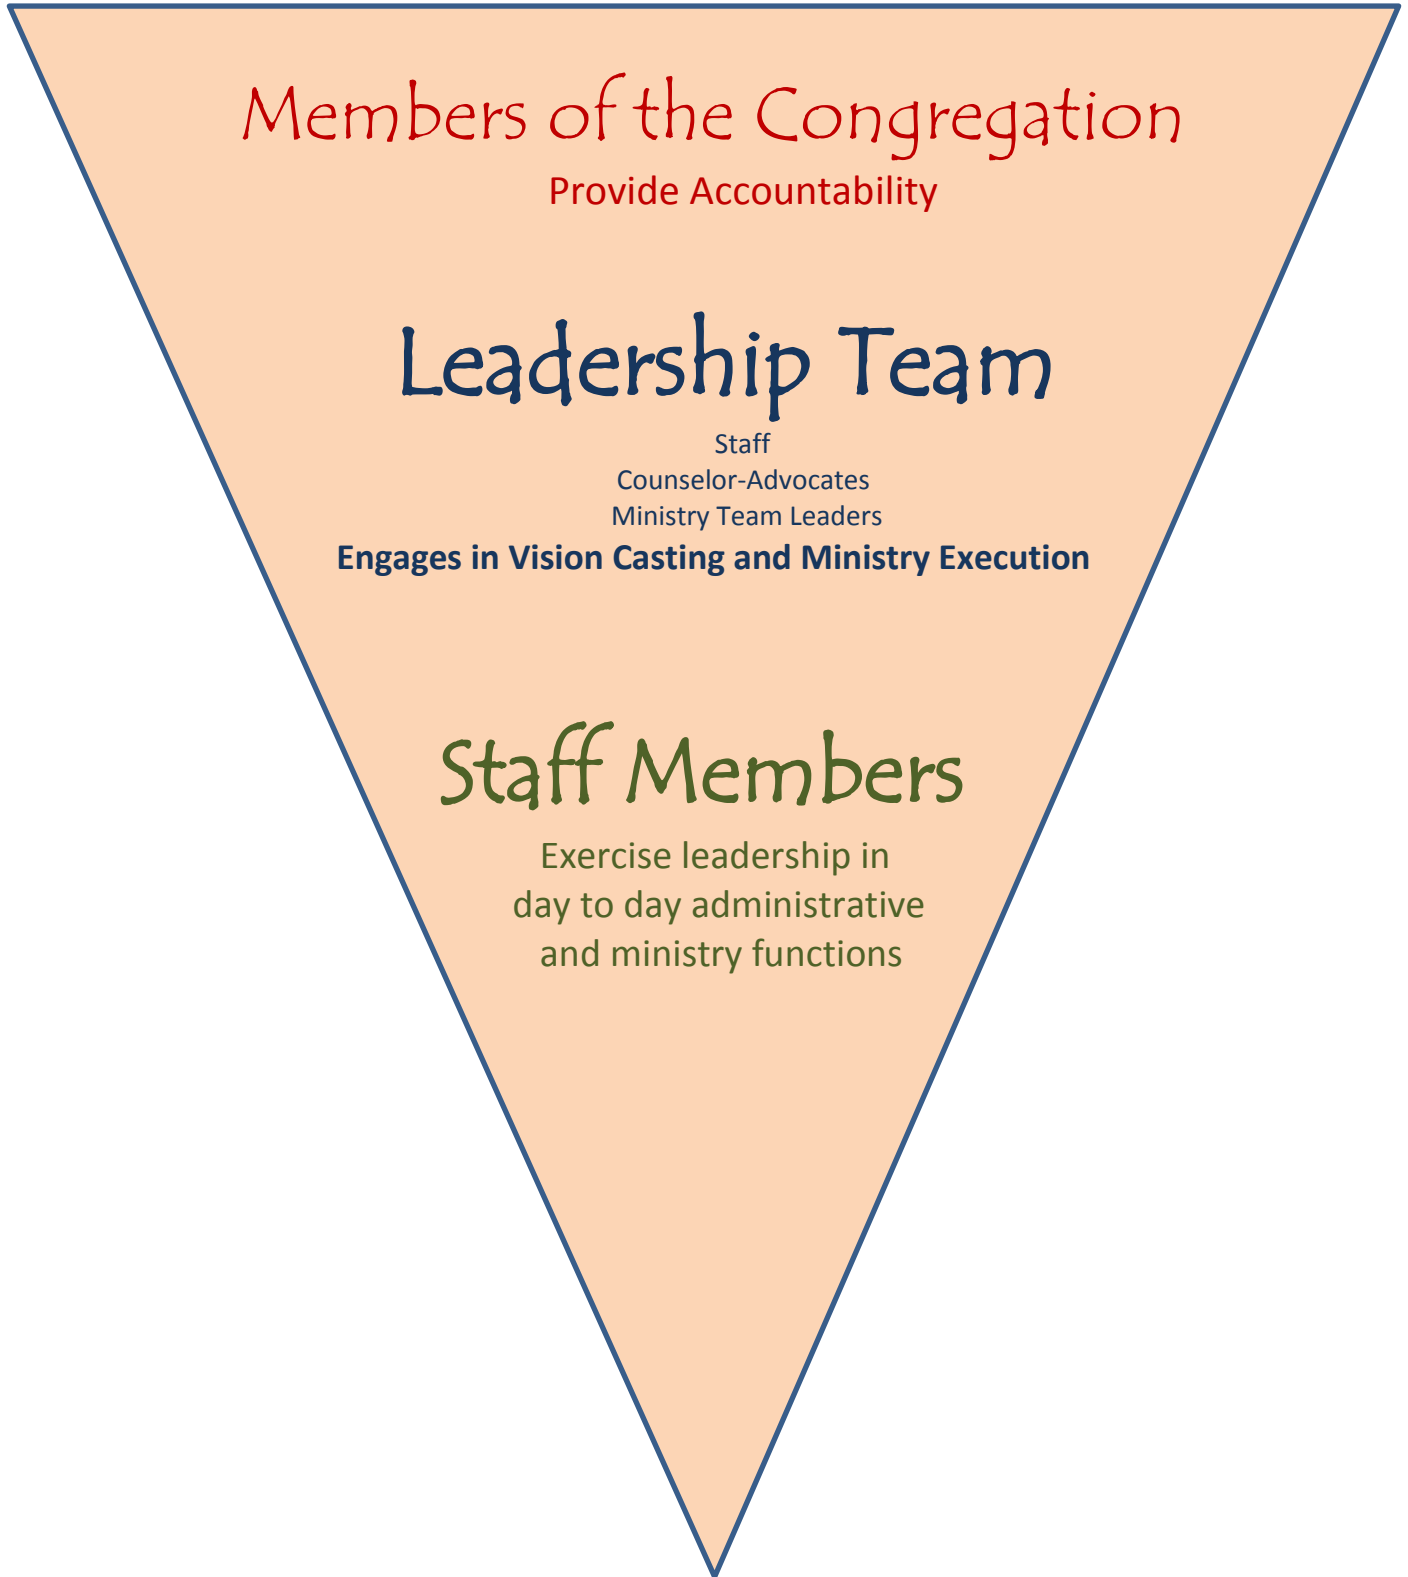 Members of the Congregation
Provide Accountability
Leadership Team
Staff
Counselor-Advocates
Ministry Team Leaders
Engages in Vision Casting and Ministry Execution
Staff Members
Exercise leadership in
day to day administrative
and ministry functions